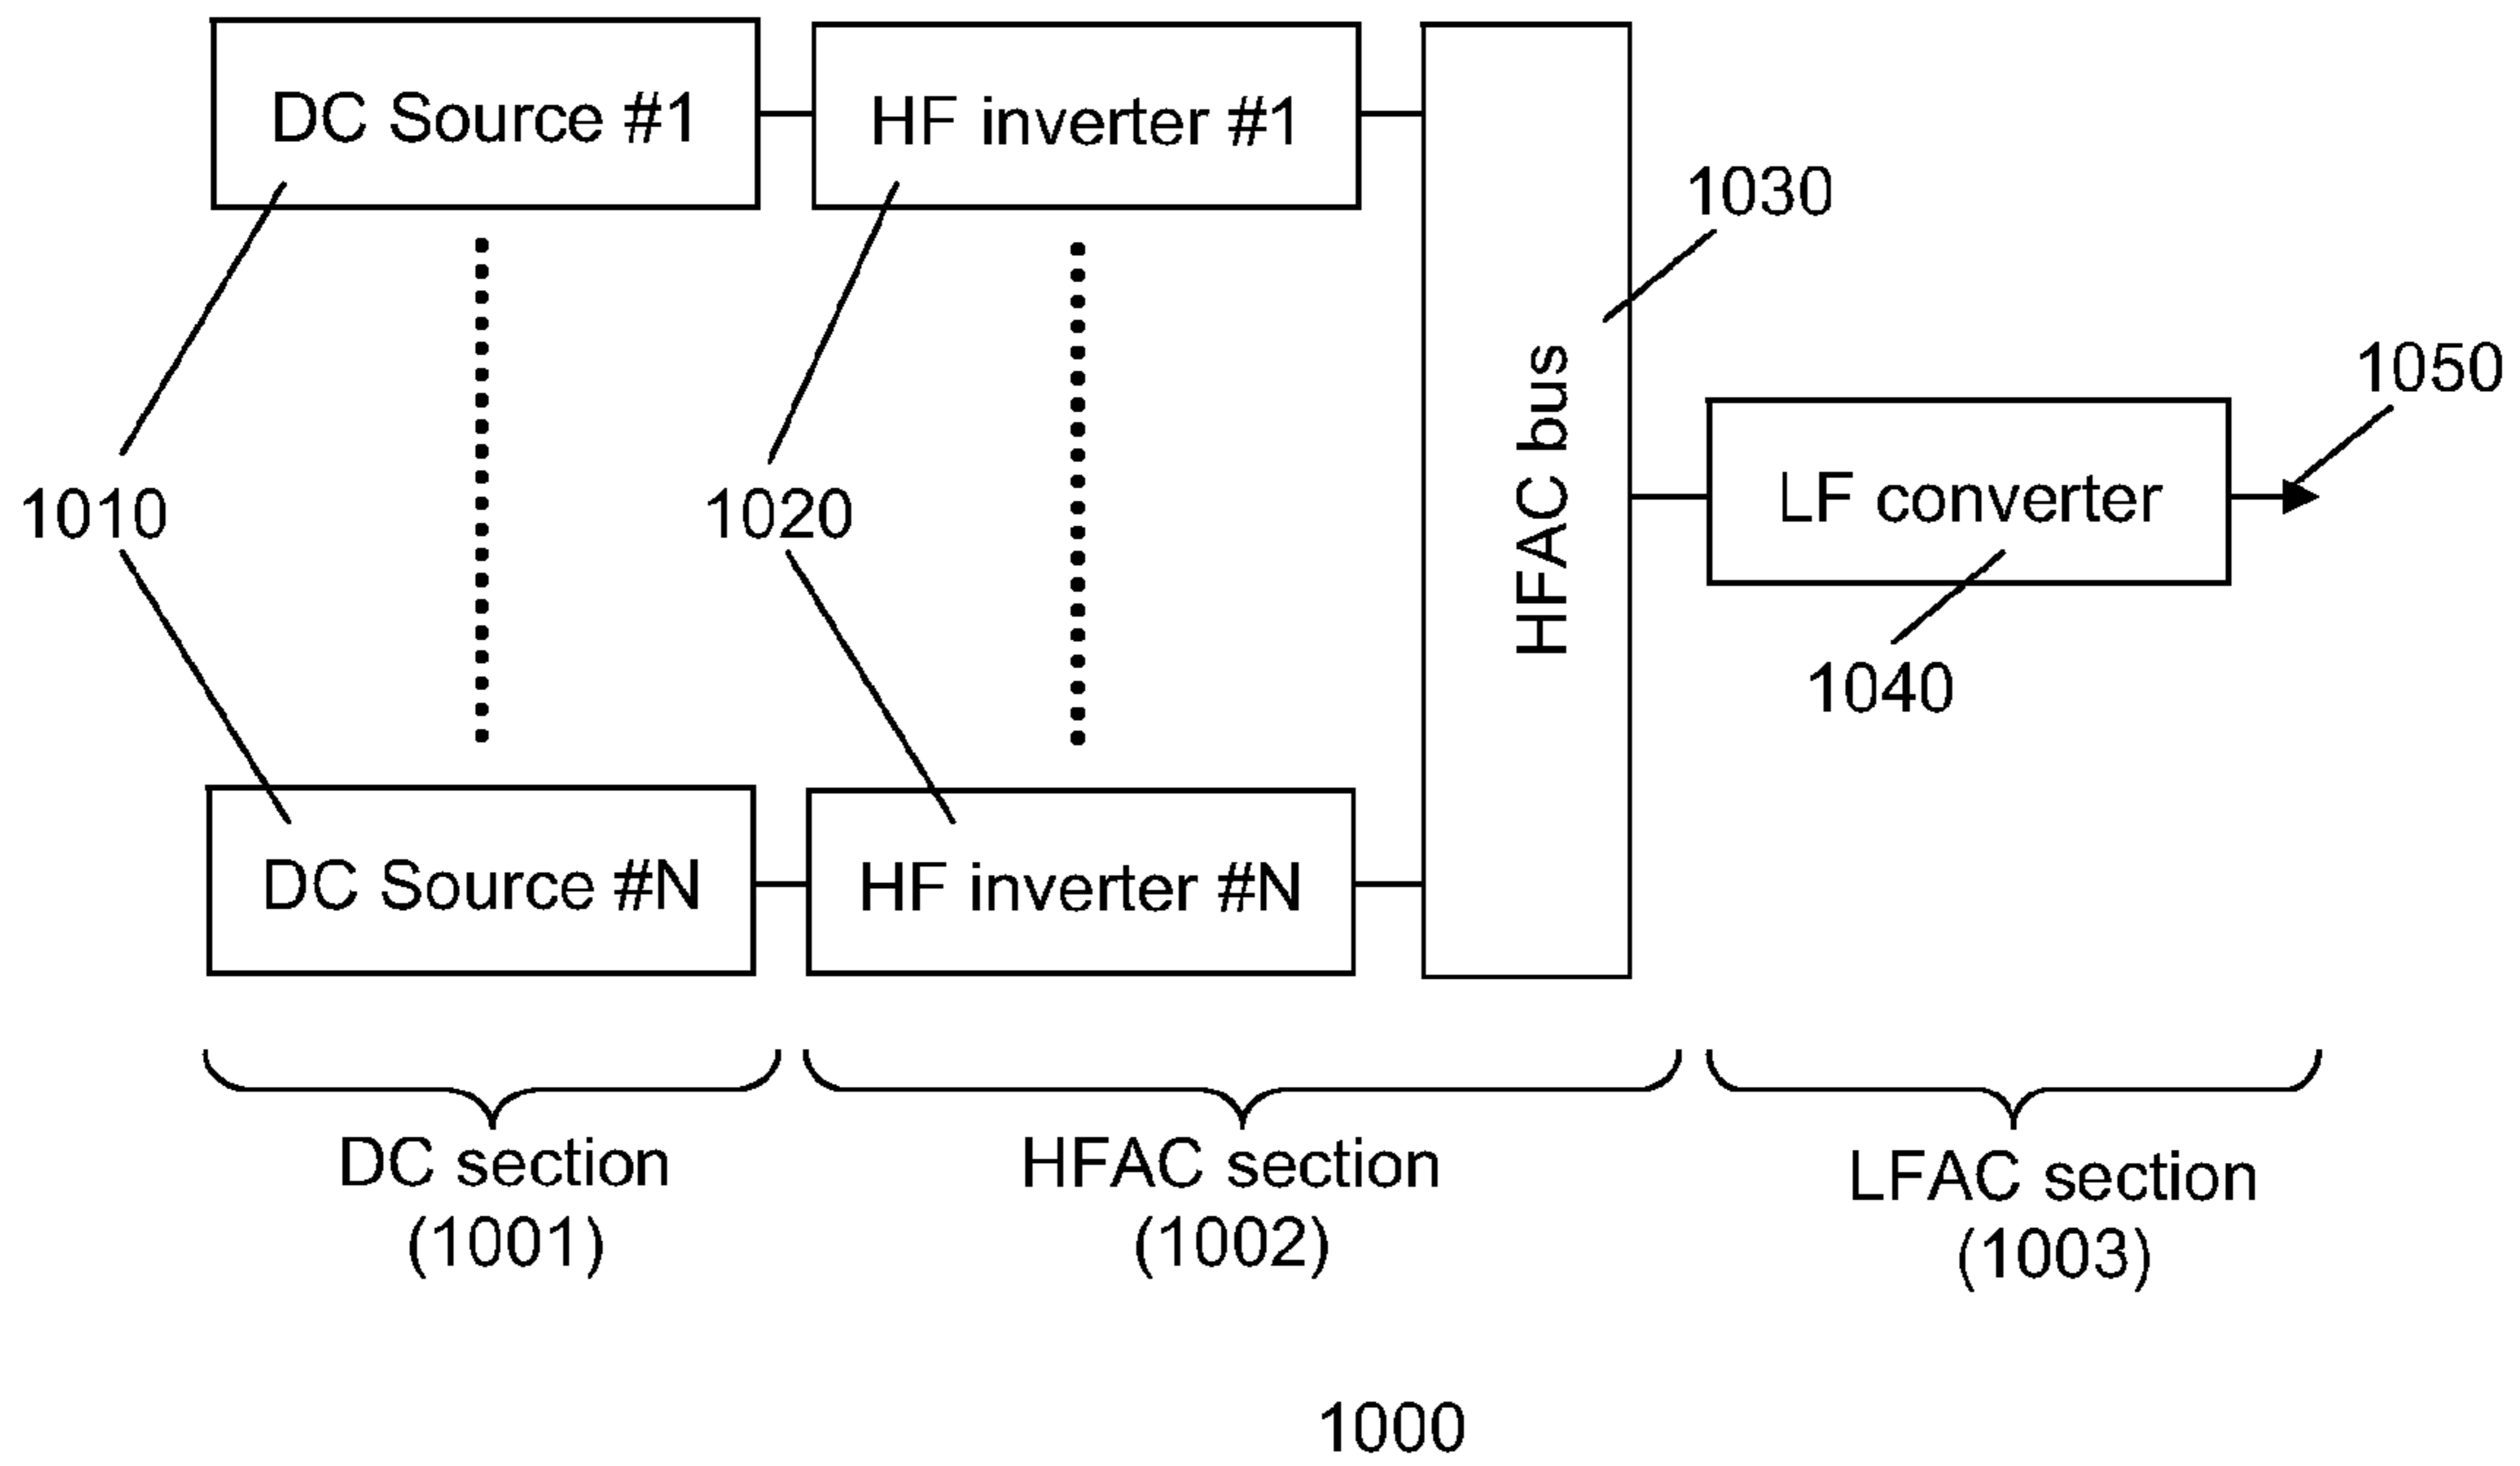 DC Source #1
HF inverter #1
1030
1050
HFAC bus
LF converter
1010
1020
1040
DC Source #N
HF inverter #N
DC section
(1001)
HFAC section
(1002)
LFAC section
(1003)
1000